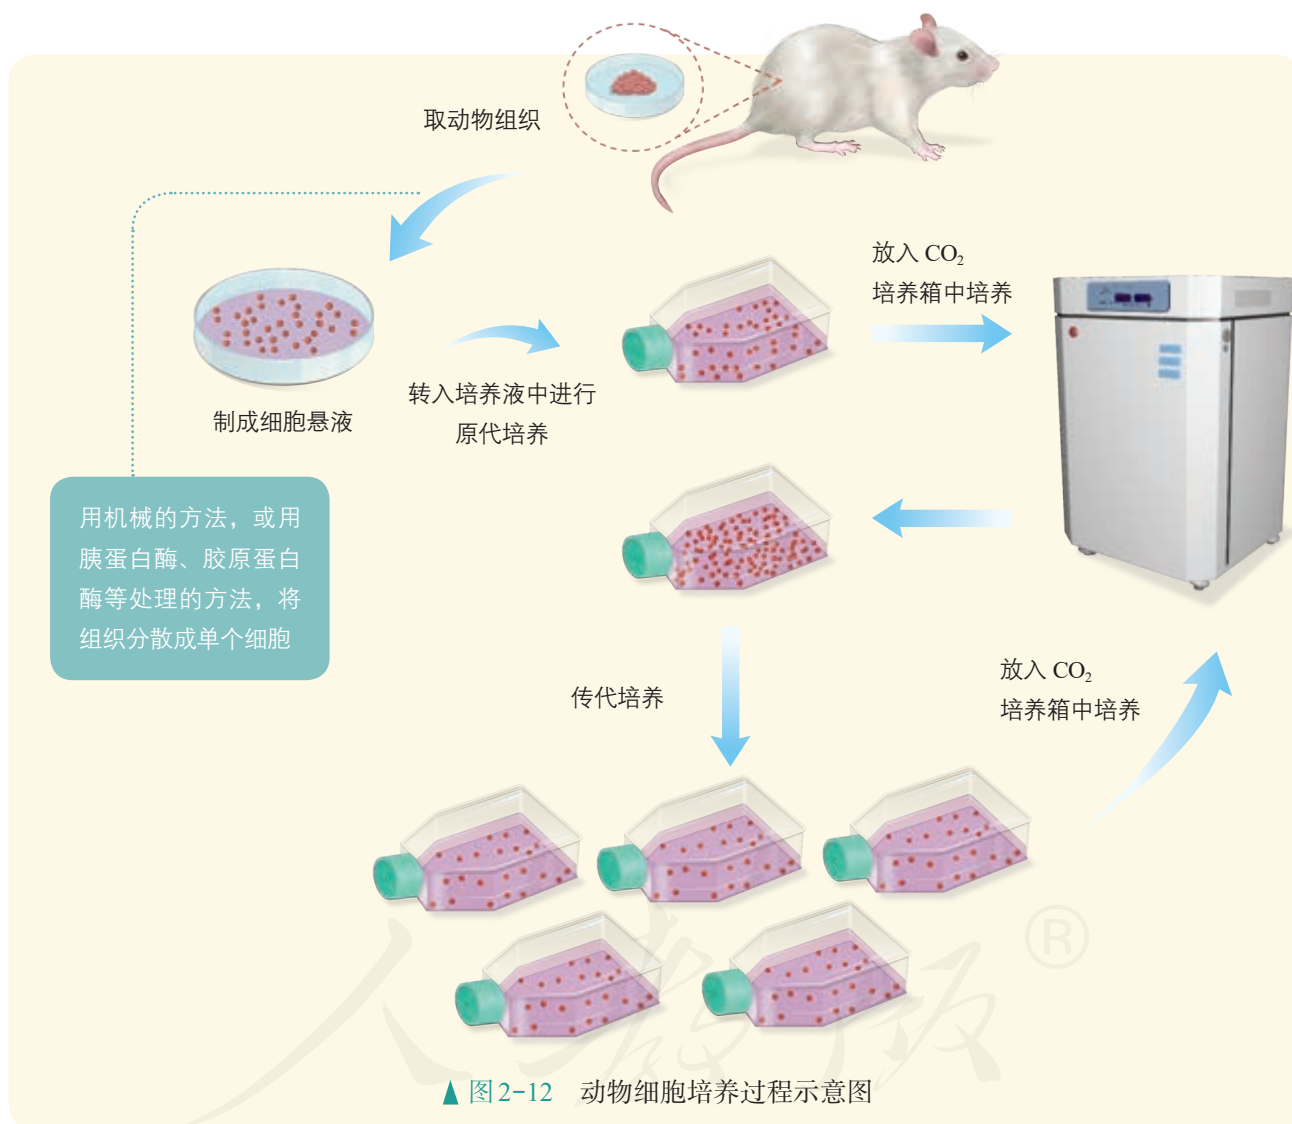 取动物组织
放入 CO₂
培养箱中培养
转入培养液中进行
原代培养
制成细胞悬液
用机械的方法，或用
胰蛋白酶、胶原蛋白
酶等处理的方法，将
组织分散成单个细胞
传代培养
放入 CO₂
培养箱中培养
人教版®
▲ 图2-12 动物细胞培养过程示意图